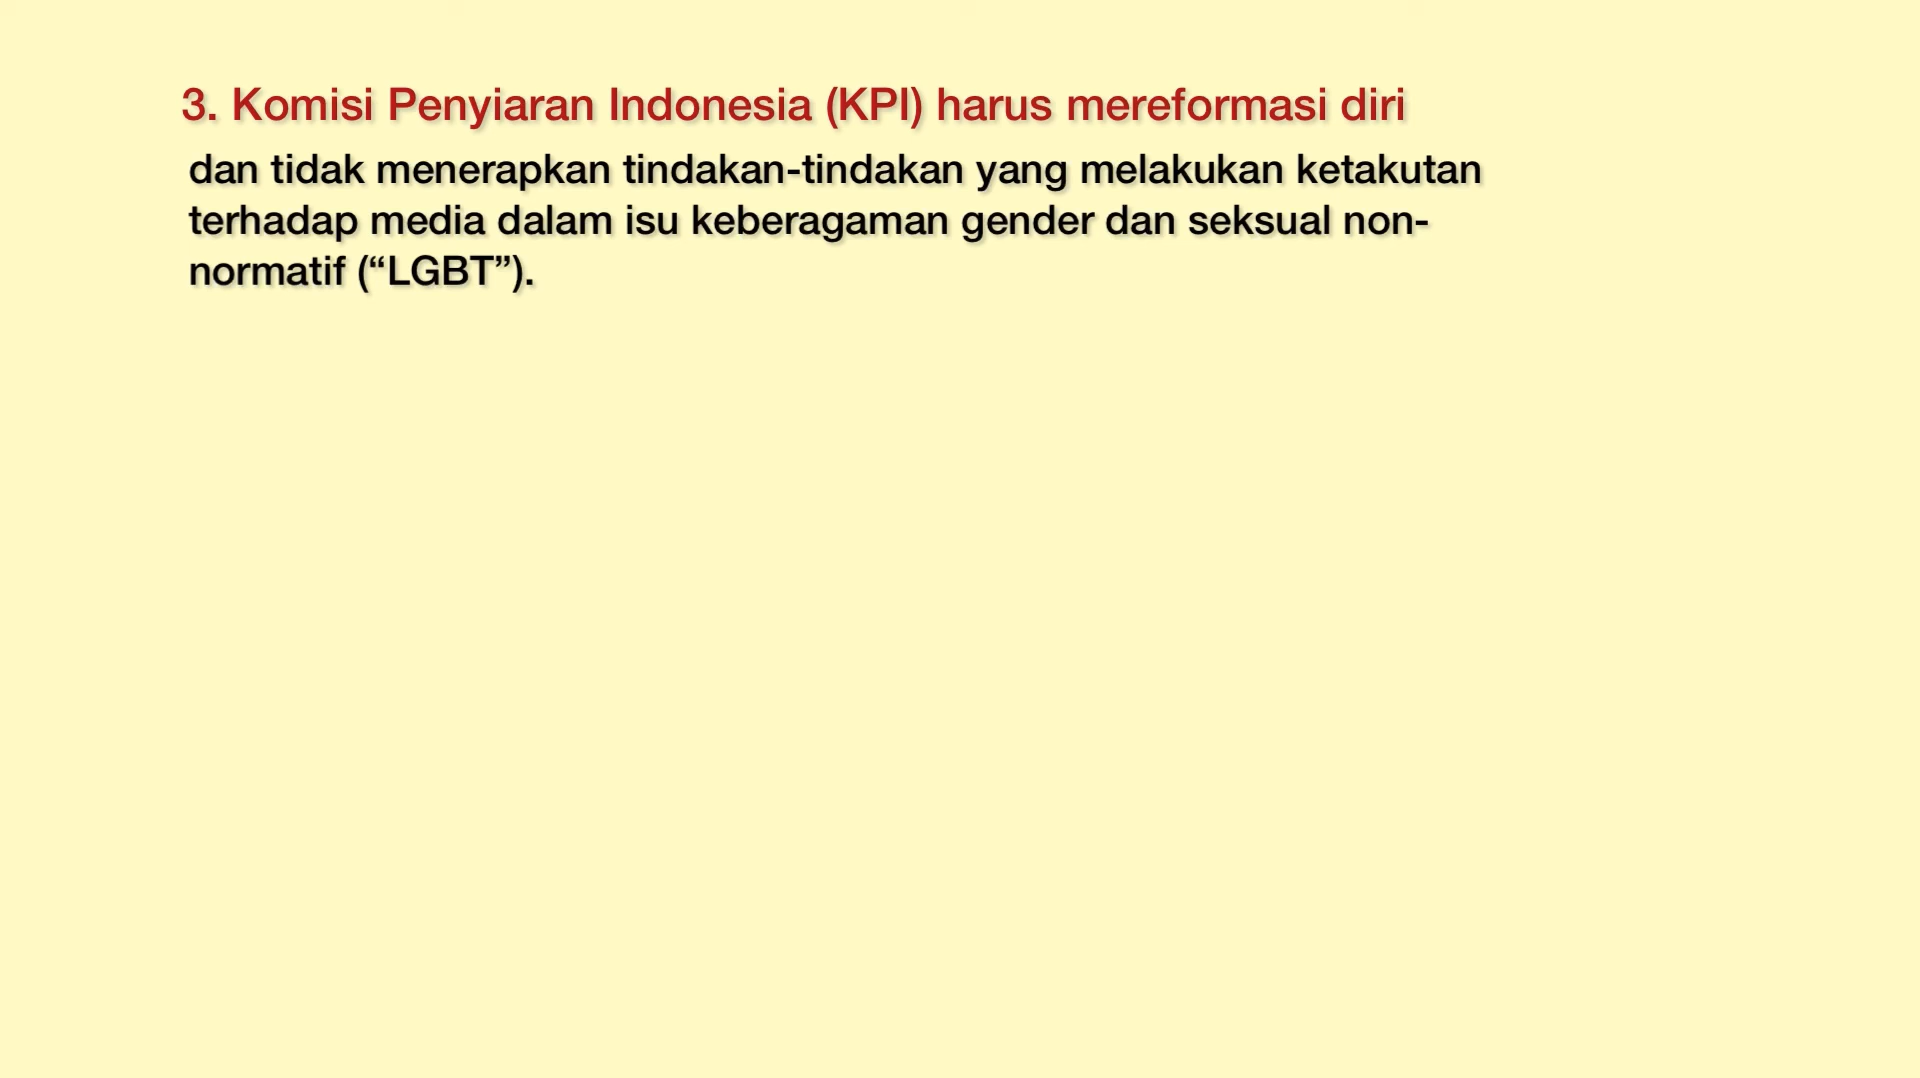 3. Komisi Penyiaran Indonesia (KPI) harus mereformasi diri
dan tidak menerapkan tindakan-tindakan yang melakukan ketakutan
terhadap media dalam isu keberagaman gender dan seksual non-
normatif (“LGBT”).